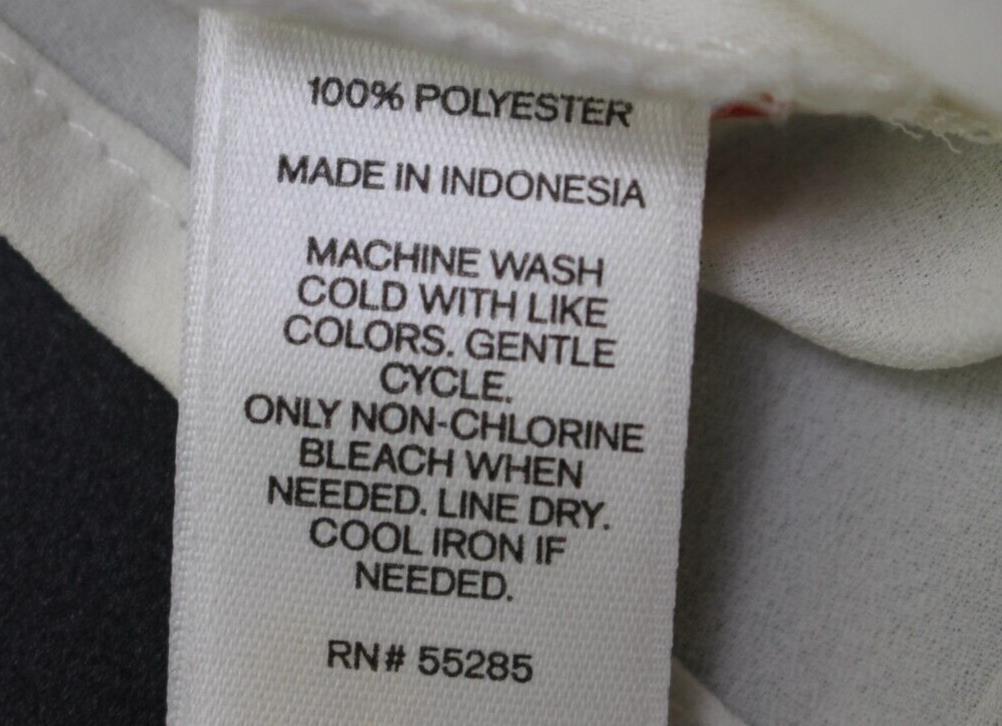 100% POLYESTER
MADE IN INDONESIA
MACHINE WASH
COLD WITH LIKE
COLORS. GENTLE
CYCLE.
ONLY NON-CHLORINE
BLEACH WHEN
NEEDED. LINE DRY.
COOL IRON IF
NEEDED.
RN# 55285